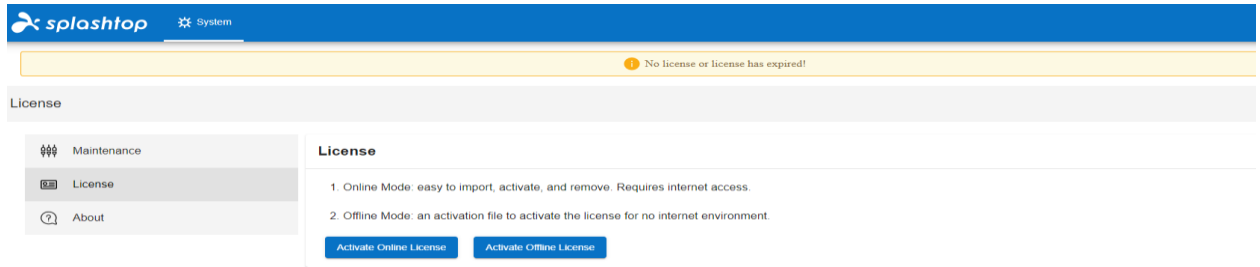 splashtop System
No license or license has expired!
License
Maintenance
License
About
License
1. Online Mode: easy to import, activate, and remove. Requires internet access.
2. Offline Mode: an activation file to activate the license for no internet environment.
Activate Online License Activate Offline License